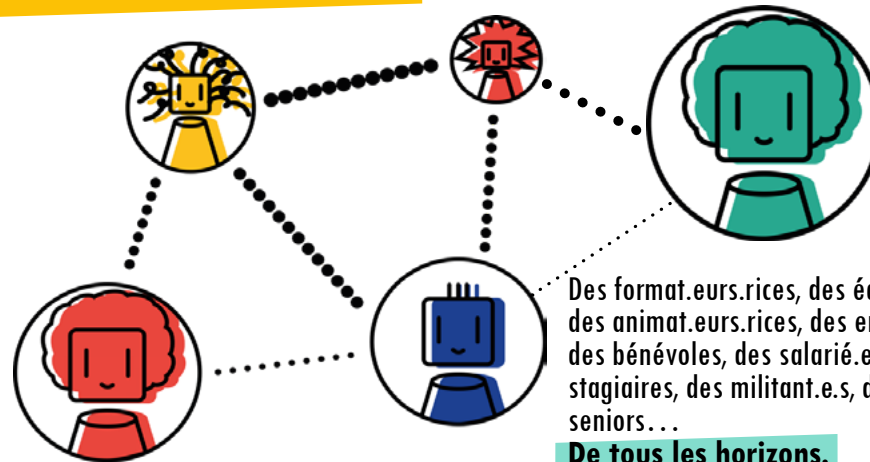 Des format.eurs.rices, des
des animat.eurs.rices, des
des bénévoles, des salarié.e
stagiaires, des militant.e.s,
seniors...
De tous les horizons.